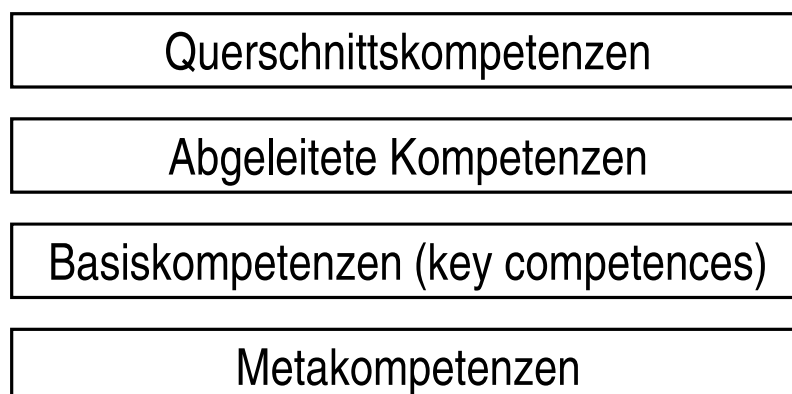 Querschnittskompetenzen
Abgeleitete Kompetenzen
Basiskompetenzen (key competences)
Metakompetenzen